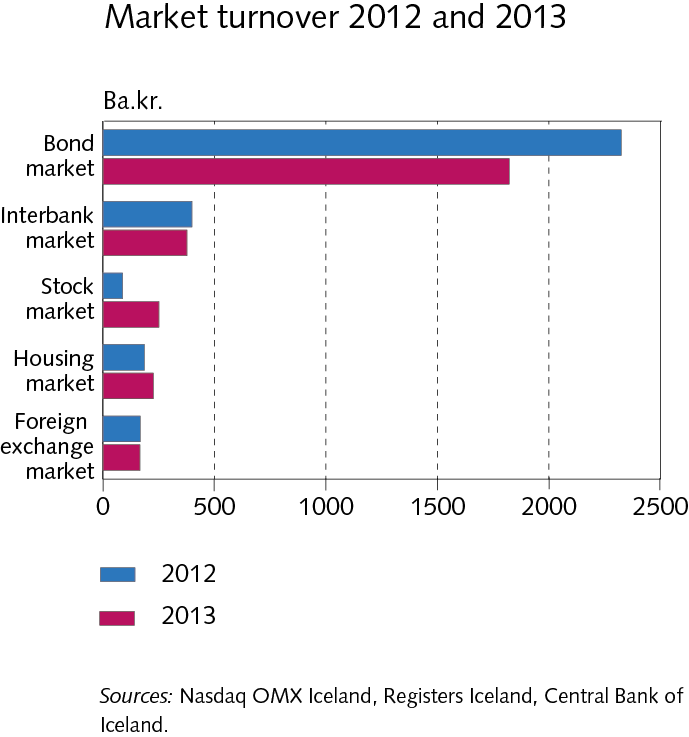 Market turnover 2012 and 2013
Ba.kr.
Bond
market
Interbank
market
Stock
market
Housing
market
Foreign
exchange
market
0 500 1000 1500 2000 2500
2012
2013
Sources: Nasdaq OMX Iceland, Registers Iceland, Central Bank of
Iceland.